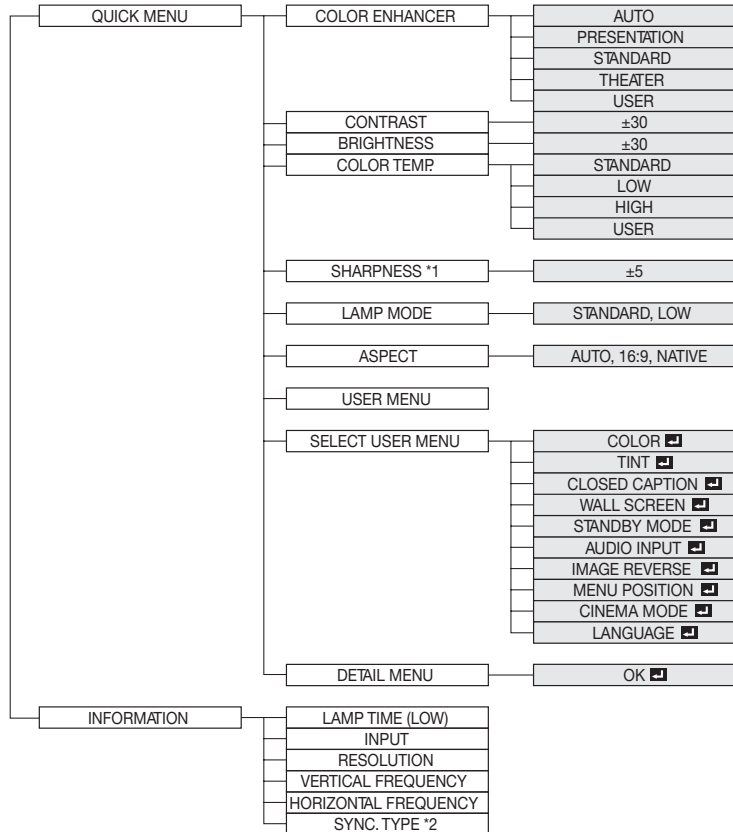 QUICK MENU
COLOR ENHANCER
AUTO
PRESENTATION
STANDARD
THEATER
USER
CONTRAST
±30
BRIGHTNESS
±30
COLOR TEMP.
STANDARD
LOW
HIGH
USER
SHARPNESS *1
±5
LAMP MODE
STANDARD, LOW
ASPECT
AUTO, 16:9, NATIVE
USER MENU
SELECT USER MENU
COLOR
TINT
CLOSED CAPTION
WALL SCREEN
STANDBY MODE
AUDIO INPUT
IMAGE REVERSE
MENU POSITION
CINEMA MODE
LANGUAGE
DETAIL MENU
OK
INFORMATION
LAMP TIME (LOW)
INPUT
RESOLUTION
VERTICAL FREQUENCY
HORIZONTAL FREQUENCY
SYNC. TYPE *2